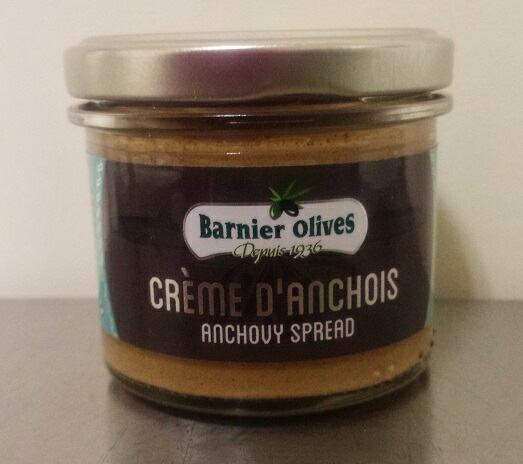 Barnier Olives
Depuis 1936
CRÈME D'ANCHOIS
ANCHOVY SPREAD